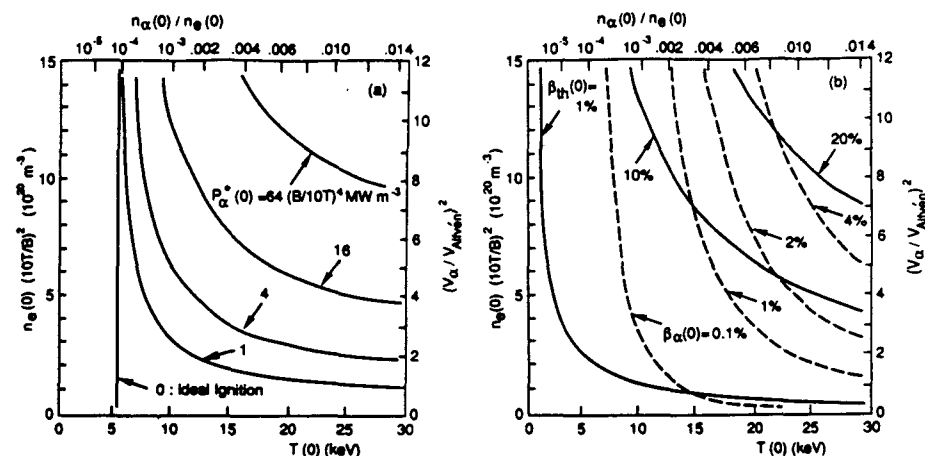 n_α(0) / n_e(0)
10⁻⁵ 10⁻⁴ 10⁻³ .002 .004 .006 .010 .014
15
10
5
0
n_e(0) (10T/B)² (10²⁰ m⁻³)
(a)
P_α*(0) =64 (B/10T)⁴ MW m⁻³
16
4
1
0 : Ideal Ignition
12
10
8
6
4
2
0
(V_α / V_Alfvén)²
0 5 10 15 20 25 30
T (0) (keV)
n_α(0) / n_e(0)
10⁻⁵ 10⁻⁴ 10⁻³ .002 .004 .006 .010 .014
15
10
5
0
n_e(0) (10T/B)² (10²⁰ m⁻³)
(b)
β_th(0)=
1%
10%
20%
4%
2%
1%
β_α(0)=0.1%
12
10
8
6
4
2
0
(V_α / V_Alfvén)²
0 5 10 15 20 25 30
T (0) (keV)